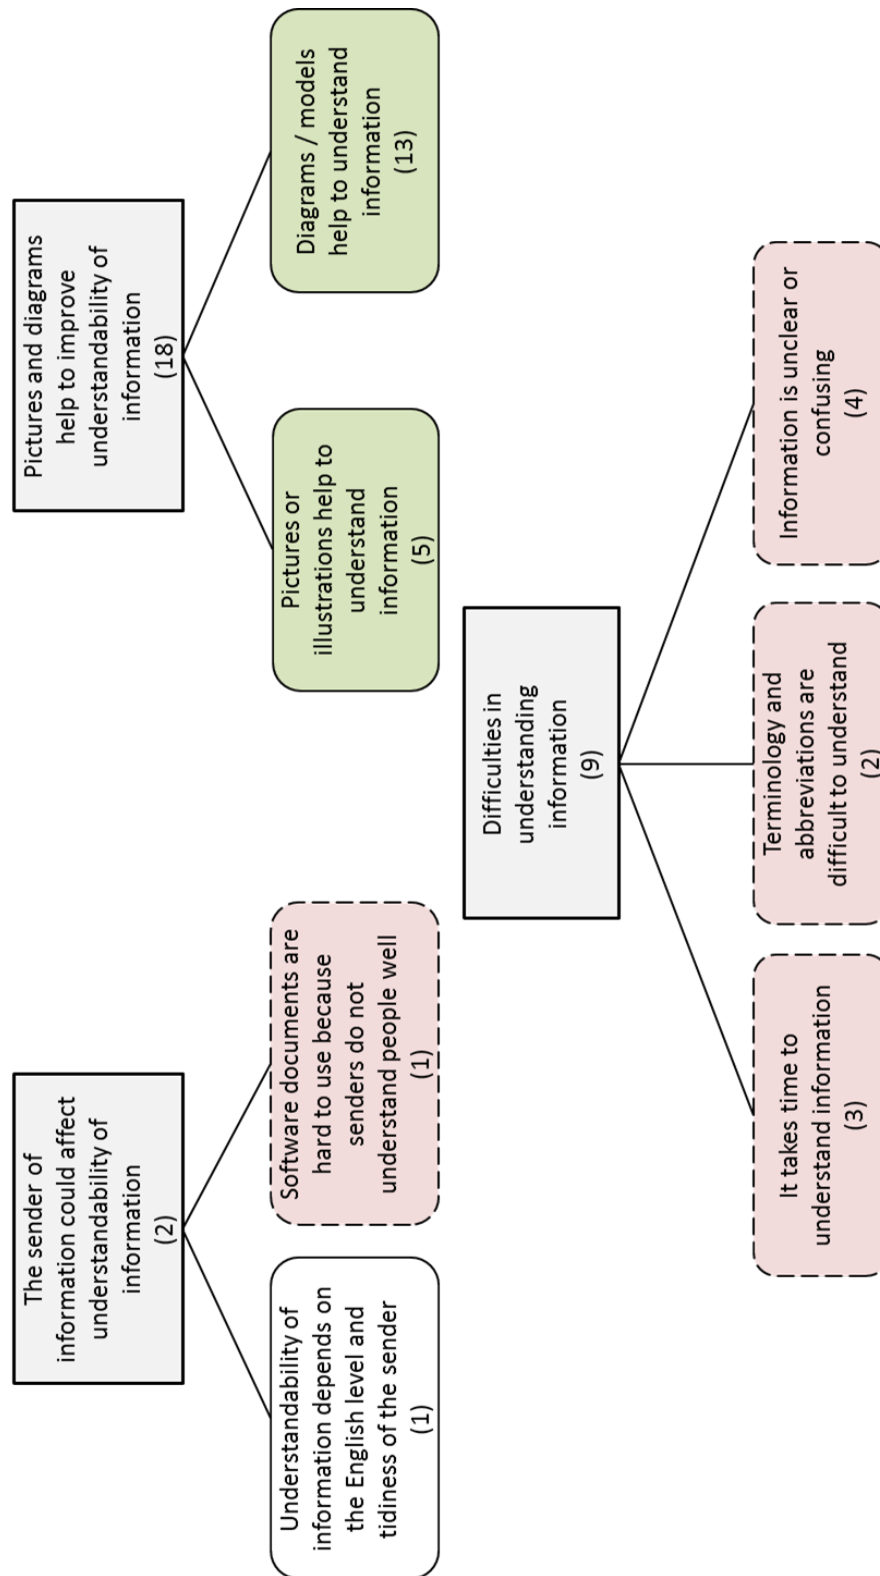 The sender of
information could affect
understandability of
information
(2)
Understandability of
information depends on
the English level and
tidiness of the sender
(1)
Software documents are
hard to use because
senders do not
understand people well
(1)
Pictures and diagrams
help to improve
understandability of
information
(18)
Pictures or
illustrations help to
understand
information
(5)
Diagrams / models
help to understand
information
(13)
Difficulties in
understanding
information
(9)
It takes time to
understand information
(3)
Terminology and
abbreviations are
difficult to understand
(2)
Information is unclear or
confusing
(4)